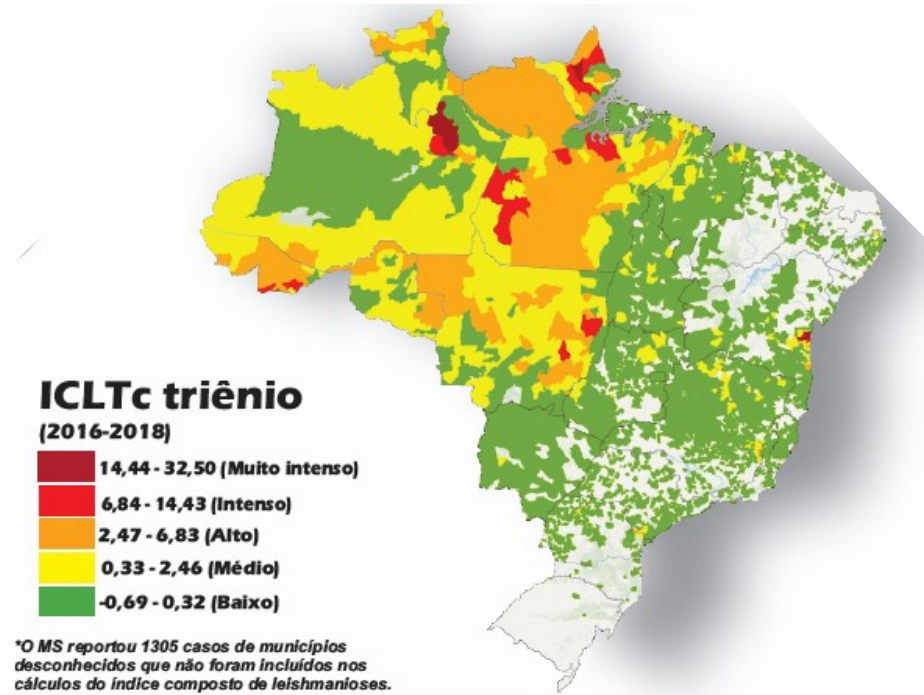 ICLTc triênio
(2016-2018)
14,44 - 32,50 (Muito intenso)
6,84 - 14,43 (Intenso)
2,47 - 6,83 (Alto)
0,33 - 2,46 (Médio)
-0,69 - 0,32 (Baixo)
*O MS reportou 1305 casos de municípios
desconhecidos que não foram incluídos nos
cálculos do índice composto de leishmanioses.